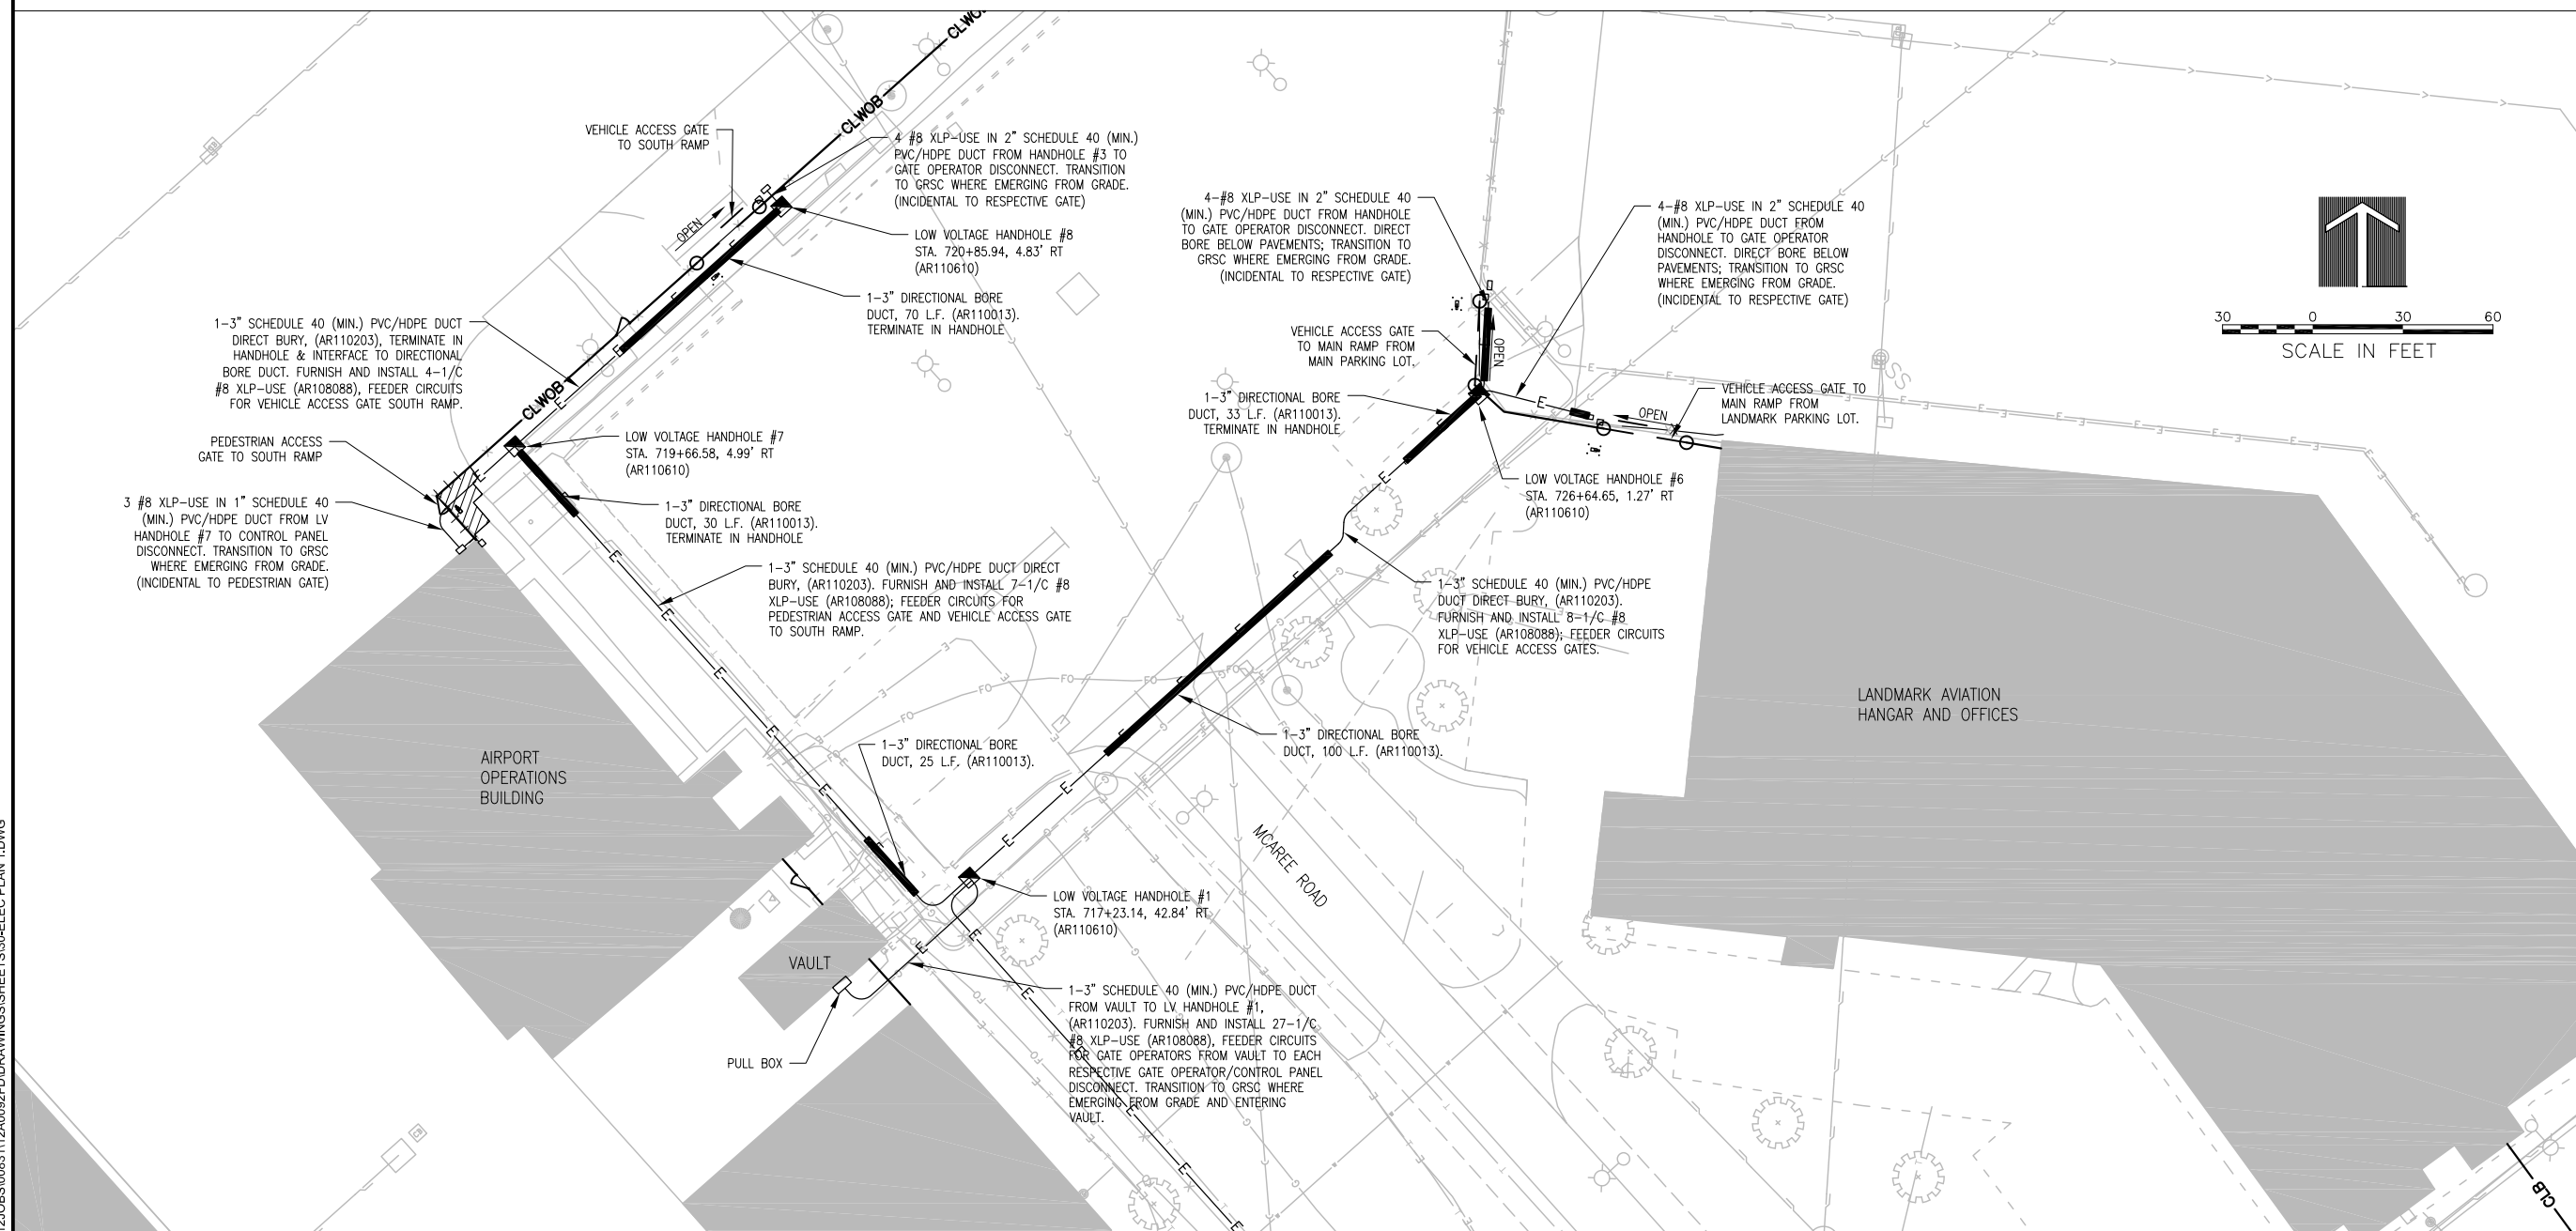 CLWOB
CLWOB
VEHICLE ACCESS GATE
TO SOUTH RAMP
4 #8 XLP-USE IN 2" SCHEDULE 40 (MIN.)
PVC/HDPE DUCT FROM HANDHOLE #3 TO
GATE OPERATOR DISCONNECT. TRANSITION
TO GRSC WHERE EMERGING FROM GRADE.
(INCIDENTAL TO RESPECTIVE GATE)
OPEN
LOW VOLTAGE HANDHOLE #8
STA. 720+85.94, 4.83' RT
(AR110610)
1-3" DIRECTIONAL BORE
DUCT, 70 L.F. (AR110013).
TERMINATE IN HANDHOLE
1-3" SCHEDULE 40 (MIN.) PVC/HDPE DUCT
DIRECT BURY, (AR110203), TERMINATE IN
HANDHOLE & INTERFACE TO DIRECTIONAL
BORE DUCT. FURNISH AND INSTALL 4-1/C
#8 XLP-USE (AR108088), FEEDER CIRCUITS
FOR VEHICLE ACCESS GATE SOUTH RAMP.
CLWOB
PEDESTRIAN ACCESS
GATE TO SOUTH RAMP
LOW VOLTAGE HANDHOLE #7
STA. 719+66.58, 4.99' RT
(AR110610)
3 #8 XLP-USE IN 1" SCHEDULE 40
(MIN.) PVC/HDPE DUCT FROM LV
HANDHOLE #7 TO CONTROL PANEL
DISCONNECT. TRANSITION TO GRSC
WHERE EMERGING FROM GRADE.
(INCIDENTAL TO PEDESTRIAN GATE)
1-3" DIRECTIONAL BORE
DUCT, 30 L.F. (AR110013).
TERMINATE IN HANDHOLE
1-3" SCHEDULE 40 (MIN.) PVC/HDPE DUCT DIRECT
BURY, (AR110203). FURNISH AND INSTALL 7-1/C #8
XLP-USE (AR108088); FEEDER CIRCUITS FOR
PEDESTRIAN ACCESS GATE AND VEHICLE ACCESS GATE
TO SOUTH RAMP.
4-#8 XLP-USE IN 2" SCHEDULE 40
(MIN.) PVC/HDPE DUCT FROM HANDHOLE
TO GATE OPERATOR DISCONNECT. DIRECT
BORE BELOW PAVEMENTS; TRANSITION TO
GRSC WHERE EMERGING FROM GRADE.
(INCIDENTAL TO RESPECTIVE GATE)
4-#8 XLP-USE IN 2" SCHEDULE 40
(MIN.) PVC/HDPE DUCT FROM
HANDHOLE TO GATE OPERATOR
DISCONNECT. DIRECT BORE BELOW
PAVEMENTS; TRANSITION TO GRSC
WHERE EMERGING FROM GRADE.
(INCIDENTAL TO RESPECTIVE GATE)
VEHICLE ACCESS GATE
TO MAIN RAMP FROM
MAIN PARKING LOT.
OPEN
1-3" DIRECTIONAL BORE
DUCT, 33 L.F. (AR110013).
TERMINATE IN HANDHOLE
OPEN
VEHICLE ACCESS GATE TO
MAIN RAMP FROM
LANDMARK PARKING LOT.
LOW VOLTAGE HANDHOLE #6
STA. 726+64.65, 1.27' RT
(AR110610)
30 0 30 60
SCALE IN FEET
SS
1-3" SCHEDULE 40 (MIN.) PVC/HDPE
DUCT DIRECT BURY, (AR110203).
FURNISH AND INSTALL 8-1/C #8
XLP-USE (AR108088); FEEDER CIRCUITS
FOR VEHICLE ACCESS GATES.
LANDMARK AVIATION
HANGAR AND OFFICES
1-3" DIRECTIONAL BORE
DUCT, 100 L.F. (AR110013).
1-3" DIRECTIONAL BORE
DUCT, 25 L.F. (AR110013).
AIRPORT
OPERATIONS
BUILDING
MCAREE ROAD
LOW VOLTAGE HANDHOLE #1
STA. 717+23.14, 42.84' RT
(AR110610)
VAULT
1-3" SCHEDULE 40 (MIN.) PVC/HDPE DUCT
FROM VAULT TO LV HANDHOLE #1,
(AR110203). FURNISH AND INSTALL 27-1/C
#8 XLP-USE (AR108088), FEEDER CIRCUITS
FOR GATE OPERATORS FROM VAULT TO EACH
RESPECTIVE GATE OPERATOR/CONTROL PANEL
DISCONNECT. TRANSITION TO GRSC WHERE
EMERGING FROM GRADE AND ENTERING
VAULT.
PULL BOX
CLB